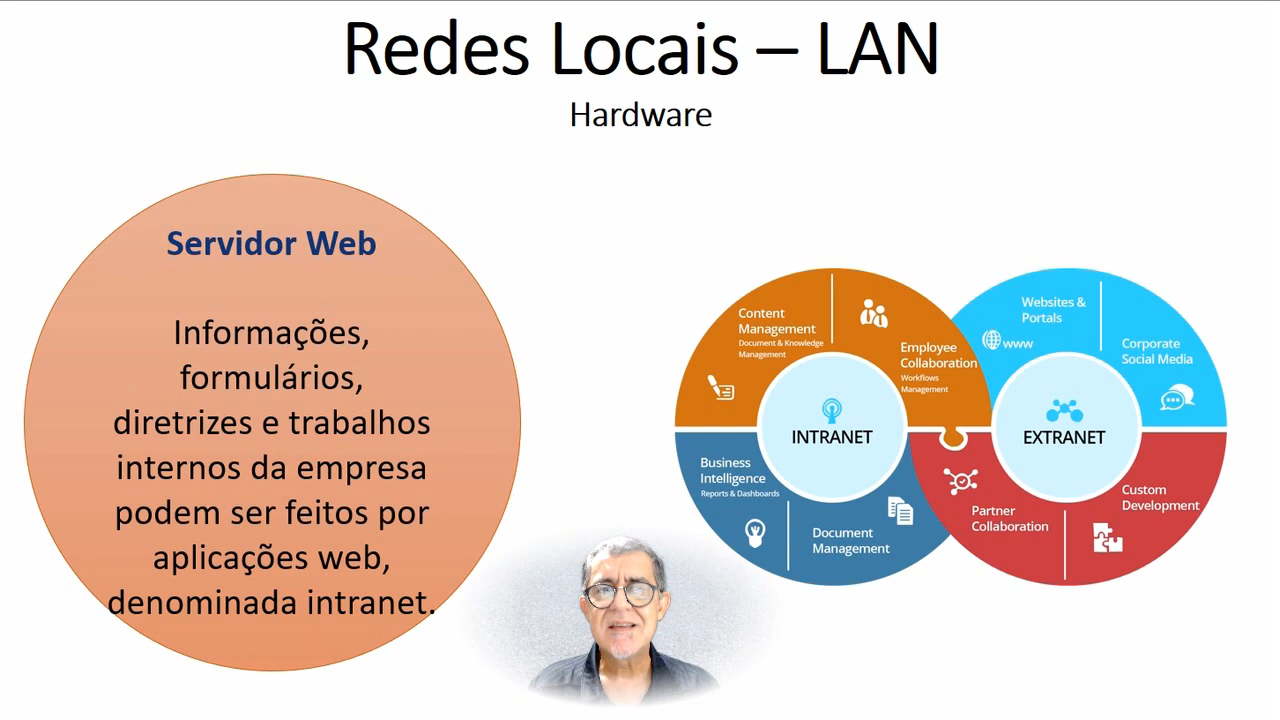 Redes Locais – LAN
Hardware
Servidor Web
Informações,
formulários,
diretrizes e trabalhos
internos da empresa
podem ser feitos por
aplicações web,
denominada intranet.
Content
Management
Document & Knowledge
Management
Employee
Collaboration
Workflows
Management
INTRANET
Business
Intelligence
Reports & Dashboards
Document
Management
Websites &
Portals
www
Corporate
Social Media
EXTRANET
Partner
Collaboration
Custom
Development